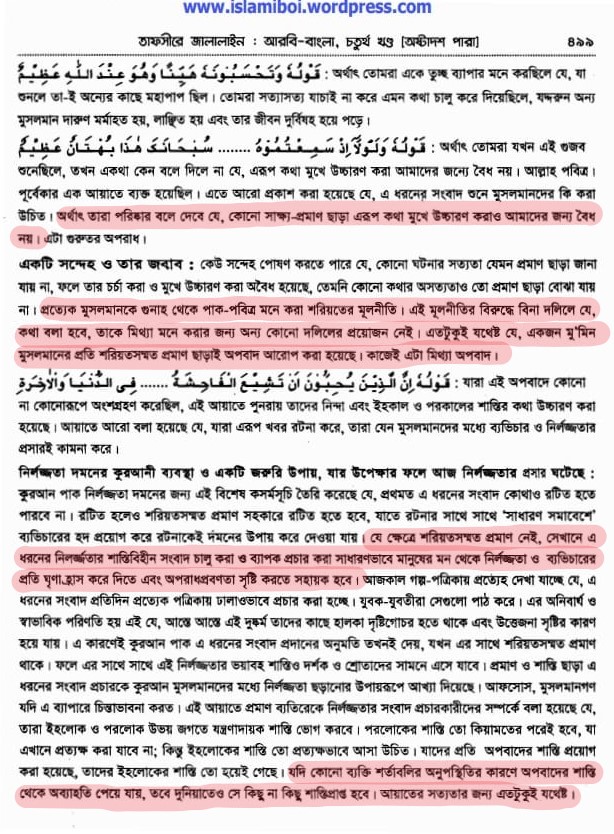 www.islamiboi.wordpress.com
তাফসীরে জালালাইন : আরবি-বাংলা, চতুর্থ খণ্ড [অষ্টাদশ পারা] ৪৯৯
قَوْلُهُ وَتَحْسَبُونَهُ هَيِّنًا وَهُوَ عِنْدَ اللهِ عَظِيْمٌ : অর্থাৎ তোমরা একে তুচ্ছ ব্যাপার মনে করছিলে যে, যা
শুনলে তা-ই অন্যের কাছে মহাপাপ ছিল। তোমরা সত্যাসত্য যাচাই না করে এমন কথা চালু করে দিয়েছিলে, যদ্দরুন অন্য
মুসলমান দারুণ মর্মাহত হয়, লাঞ্ছিত হয় এবং তার জীবন দুর্বিষহ হয়ে পড়ে।
قَوْلُهُ وَلَوْلَا إِذْ سَمِعْتُمُوهُ ........ سُبْحَانَكَ هٰذَا بُهْتَانٌ عَظِيْمٌ : অর্থাৎ তোমরা যখন এই গুজব
শুনেছিলে, তখন একথা কেন বলে দিলে না যে, এরূপ কথা মুখে উচ্চারণ করা আমাদের জন্যে বৈধ নয়। আল্লাহ পবিত্র।
পূর্বেকার এক আয়াতে ব্যক্ত হয়েছিল। এতে আরো প্রকাশ করা হয়েছে যে, এ ধরনের সংবাদ শুনে মুসলমানদের কি করা
উচিত। অর্থাৎ তারা পরিষ্কার বলে দেবে যে, কোনো সাক্ষ্য-প্রমাণ ছাড়া এরূপ কথা মুখে উচ্চারণ করাও আমাদের জন্য বৈধ
নয়। এটা গুরুতর অপরাধ।
একটি সন্দেহ ও তার জবাব : কেউ সন্দেহ পোষণ করতে পারে যে, কোনো ঘটনার সত্যতা যেমন প্রমাণ ছাড়া জানা
যায় না, ফলে তার চর্চা করা ও মুখে উচ্চারণ করা অবৈধ হয়েছে, তেমনি কোনো কথার অসত্যতাও তো প্রমাণ ছাড়া বোঝা যায়
না। প্রত্যেক মুসলমানকে গুনাহ থেকে পাক-পবিত্র মনে করা শরিয়তের মূলনীতি। এই মূলনীতির বিরুদ্ধে বিনা দলিলে যে,
কথা বলা হবে, তাকে মিথ্যা মনে করার জন্য অন্য কোনো দলিলের প্রয়োজন নেই। এতটুকুই যথেষ্ট যে, একজন মু'মিন
মুসলমানের প্রতি শরিয়তসম্মত প্রমাণ ছাড়াই অপবাদ আরোপ করা হয়েছে। কাজেই এটা মিথ্যা অপবাদ।
قَوْلُهُ إِنَّ الَّذِيْنَ يُحِبُّوْنَ أَنْ تَشِيْعَ الْفَاحِشَةُ ....... فِى الدُّنْيَا وَالْاٰخِرَةِ : যারা এই অপবাদে কোনো
না কোনোরূপে অংশগ্রহণ করেছিল, এই আয়াতে পুনরায় তাদের নিন্দা এবং ইহকাল ও পরকালের শাস্তির কথা উচ্চারণ করা
হয়েছে। আয়াতে আরো বলা হয়েছে যে, যারা এরূপ খবর রটনা করে, তারা যেন মুসলমানদের মধ্যে ব্যভিচার ও নির্লজ্জতার
প্রসারই কামনা করে।
নির্লজ্জতা দমনের কুরআনী ব্যবস্থা ও একটি জরুরি উপায়, যার উপেক্ষার ফলে আজ নির্লজ্জতার প্রসার ঘটেছে :
কুরআন পাক নির্লজ্জতা দমনের জন্য এই বিশেষ কসর্মসূচি তৈরি করেছে যে, প্রথমত এ ধরনের সংবাদ কোথাও রটিত হতে
পারবে না। রটিত হলেও শরিয়তসম্মত প্রমাণ সহকারে রটিত হতে হবে, যাতে রটনার সাথে সাথে 'সাধারণ সমাবেশে'
ব্যভিচারের হদ প্রয়োগ করে রটনাকেই দমনের উপায় করে দেওয়া যায়। যে ক্ষেত্রে শরিয়তসম্মত প্রমাণ নেই, সেখানে এ
ধরনের নিলর্জ্জতার শাস্তিবিহীন সংবাদ চালু করা ও ব্যাপক প্রচার করা সাধারণভাবে মানুষের মন থেকে নির্লজ্জতা ও ব্যভিচারের
প্রতি ঘৃণা হ্রাস করে দিতে এবং অপরাধপ্রবণতা সৃষ্টি করতে সহায়ক হবে। আজকাল গল্প-পত্রিকায় প্রত্যেহ দেখা যাচ্ছে যে, এ
ধরনের সংবাদ প্রতিদিন প্রত্যেক পত্রিকায় ঢালাওভাবে প্রচার করা হচ্ছে। যুবক-যুবতীরা সেগুলো পাঠ করে। এর অনিবার্য ও
স্বাভাবিক পরিণতি হয় এই যে, আস্তে আস্তে এই দুষ্কর্ম তাদের কাছে হালকা দৃষ্টিগোচর হতে থাকে এবং উত্তেজনা সৃষ্টির কারণ
হয়ে যায়। এ কারণেই কুরআন পাক এ ধরনের সংবাদ প্রদানের অনুমতি তখনই দেয়, যখন এর সাথে শরিয়তসম্মত প্রমাণ
থাকে। ফলে এর সাথে সাথে এই নির্লজ্জতার ভয়াবহ শাস্তিও দর্শক ও শ্রোতাদের সামনে এসে যাবে। প্রমাণ ও শাস্তি ছাড়া এ
ধরনের সংবাদ প্রচারকে কুরআন মুসলমানদের মধ্যে নির্লজ্জতা ছড়ানোর উপায়রূপে আখ্যা দিয়েছে। আফসোস, মুসলমানগণ
যদি এ ব্যাপারে চিন্তাভাবনা করত। এই আয়াতে প্রমাণ ব্যতিরেকে নির্লজ্জতার সংবাদ প্রচারকারীদের সম্পর্কে বলা হয়েছে যে,
তারা ইহলোক ও পরলোক উভয় জগতে যন্ত্রণাদায়ক শাস্তি ভোগ করবে। পরলোকের শাস্তি তো কিয়ামতের পরেই হবে, যা
এখানে প্রত্যক্ষ করা যাবে না; কিন্তু ইহলোকের শাস্তি তো প্রত্যক্ষভাবে আসা উচিত। যাদের প্রতি অপবাদের শাস্তি প্রয়োগ
করা হয়েছে, তাদের ইহলোকের শাস্তি তো হয়েই গেছে। যদি কোনো ব্যক্তি শর্তাবলির অনুপস্থিতির কারণে অপবাদের শাস্তি
থেকে অব্যাহতি পেয়ে যায়, তবে দুনিয়াতেও সে কিছু না কিছু শাস্তিপ্রাপ্ত হবে। আয়াতের সত্যতার জন্য এতটুকুই যথেষ্ট।